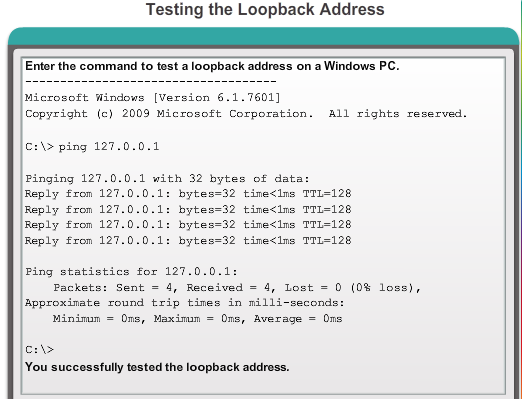 Testing the Loopback Address
Enter the command to test a loopback address on a Windows PC.
------------------------------------
Microsoft Windows [Version 6.1.7601]
Copyright (c) 2009 Microsoft Corporation.  All rights reserved.
C:\> ping 127.0.0.1
Pinging 127.0.0.1 with 32 bytes of data:
Reply from 127.0.0.1: bytes=32 time<1ms TTL=128
Reply from 127.0.0.1: bytes=32 time<1ms TTL=128
Reply from 127.0.0.1: bytes=32 time<1ms TTL=128
Reply from 127.0.0.1: bytes=32 time<1ms TTL=128
Ping statistics for 127.0.0.1:
    Packets: Sent = 4, Received = 4, Lost = 0 (0% loss),
Approximate round trip times in milli-seconds:
    Minimum = 0ms, Maximum = 0ms, Average = 0ms
C:\>
You successfully tested the loopback address.